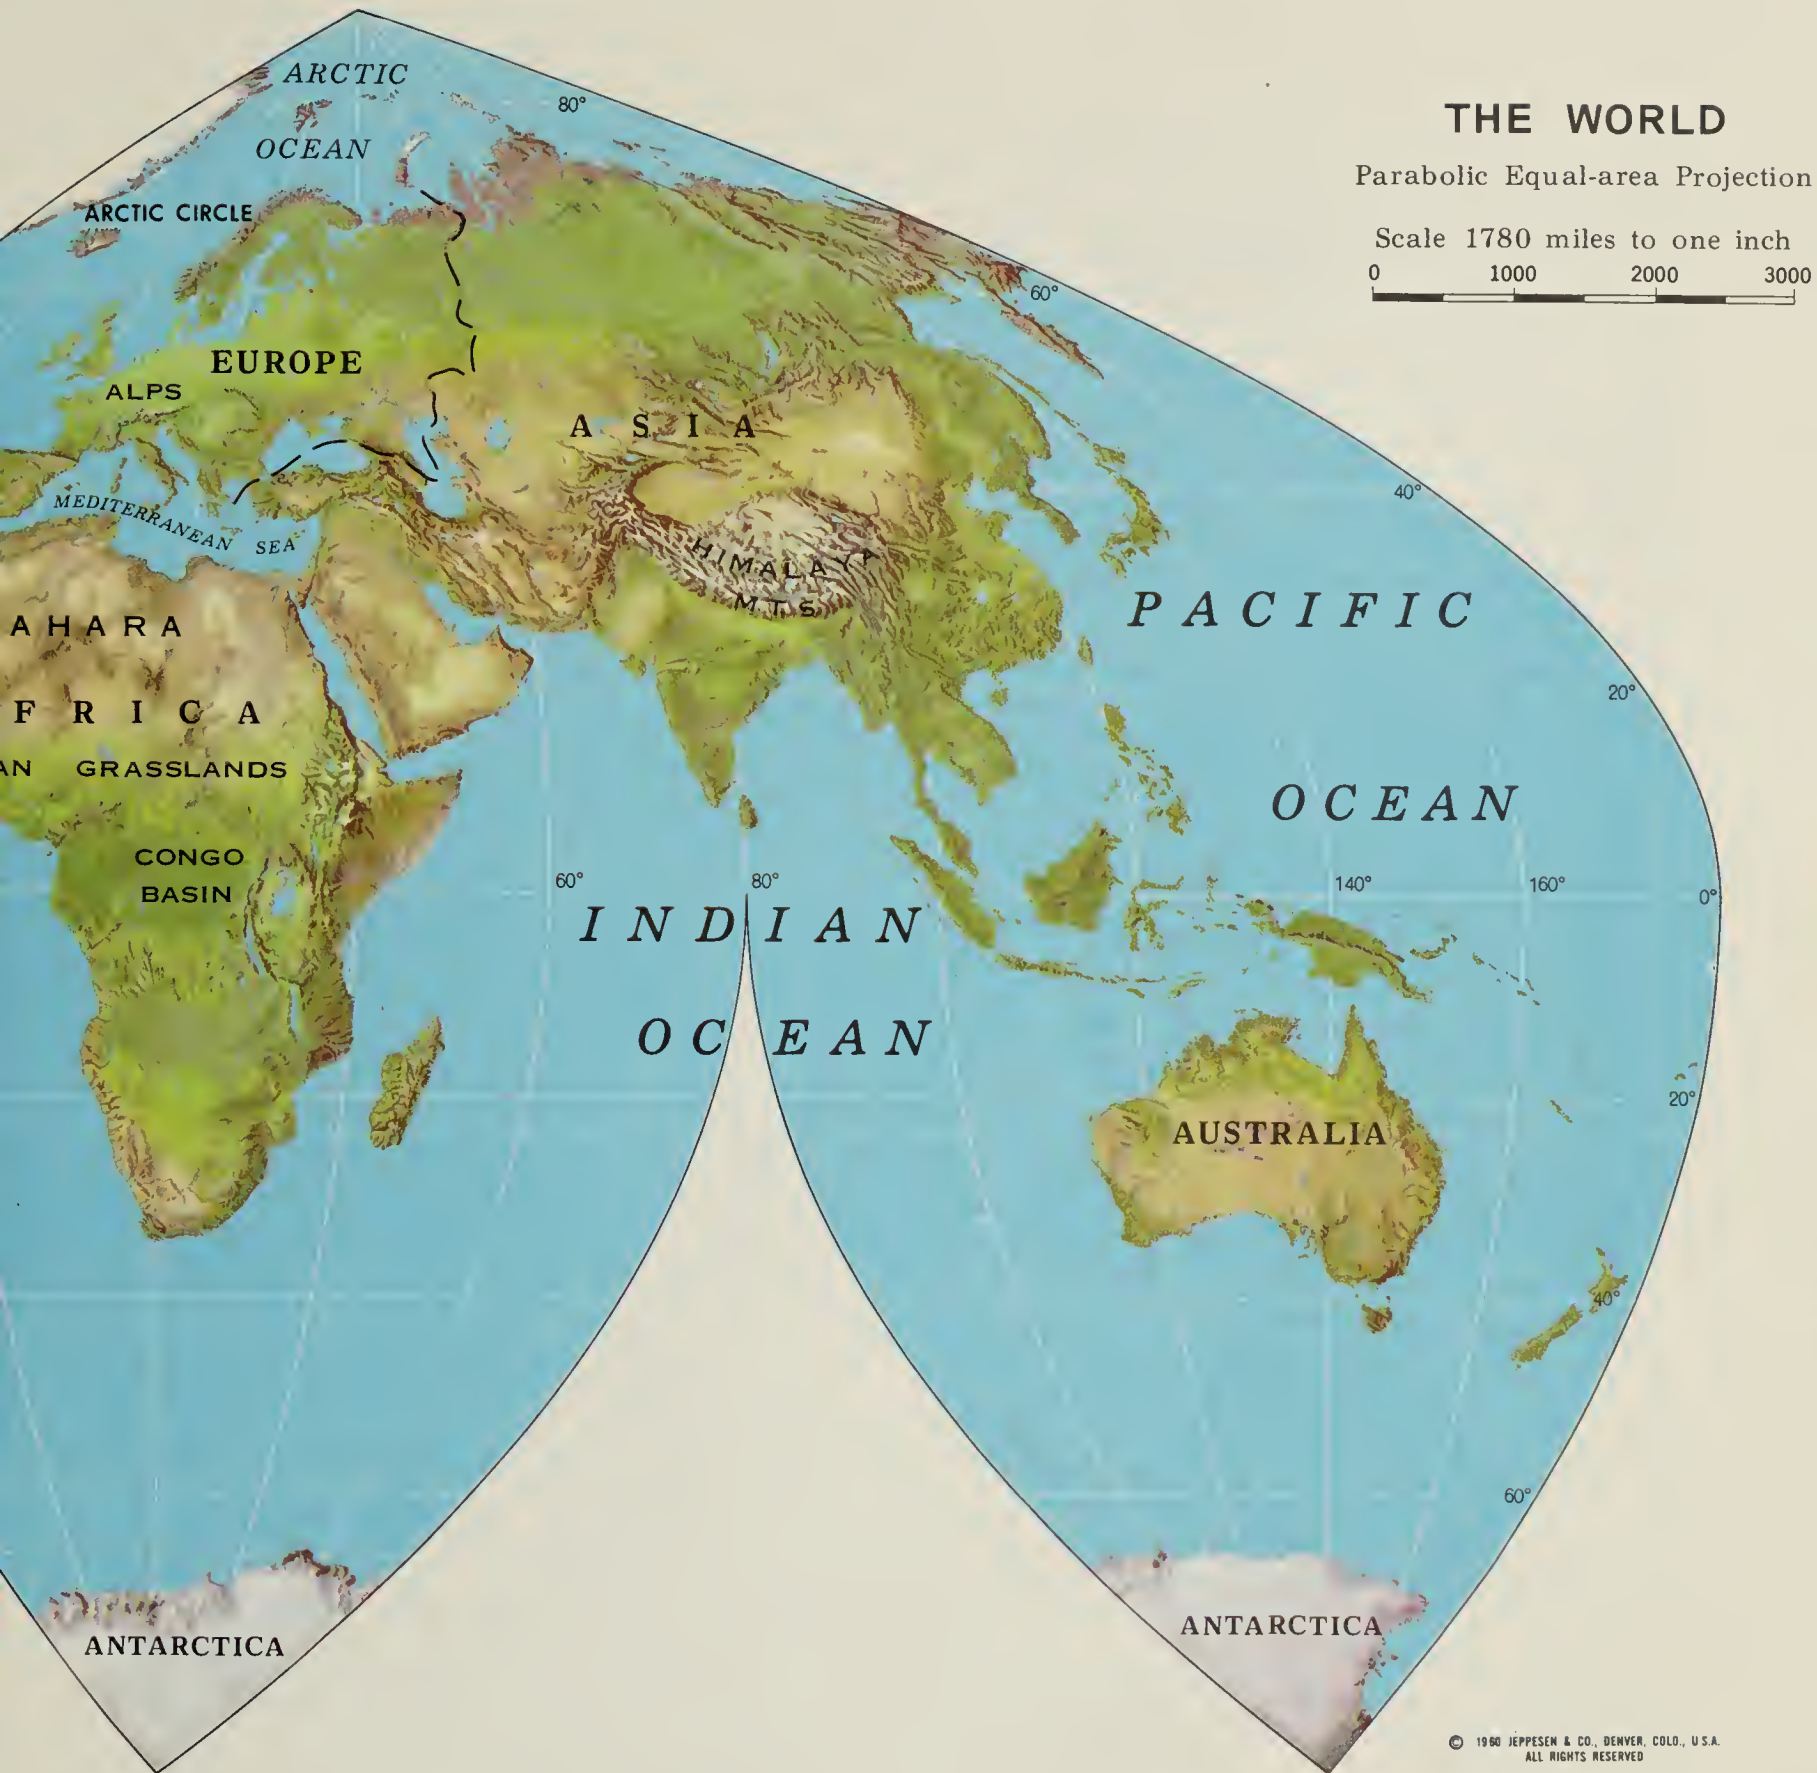 THE WORLD
Parabolic Equal-area Projection
Scale 1780 miles to one inch
0 1000 2000 3000
ARCTIC
OCEAN
80°
ARCTIC CIRCLE
60°
EUROPE
ALPS
ASIA
MEDITERRANEAN SEA
40°
HIMALAYA
MTS
PACIFIC
OCEAN
AHARA
20°
FRICA
AN GRASSLANDS
CONGO
BASIN
60° 80° 140° 160° 0°
INDIAN
OCEAN
20°
AUSTRALIA
40°
60°
ANTARCTICA
ANTARCTICA
© 1960 JEPPESEN & CO., DENVER, COLO., U.S.A.
ALL RIGHTS RESERVED